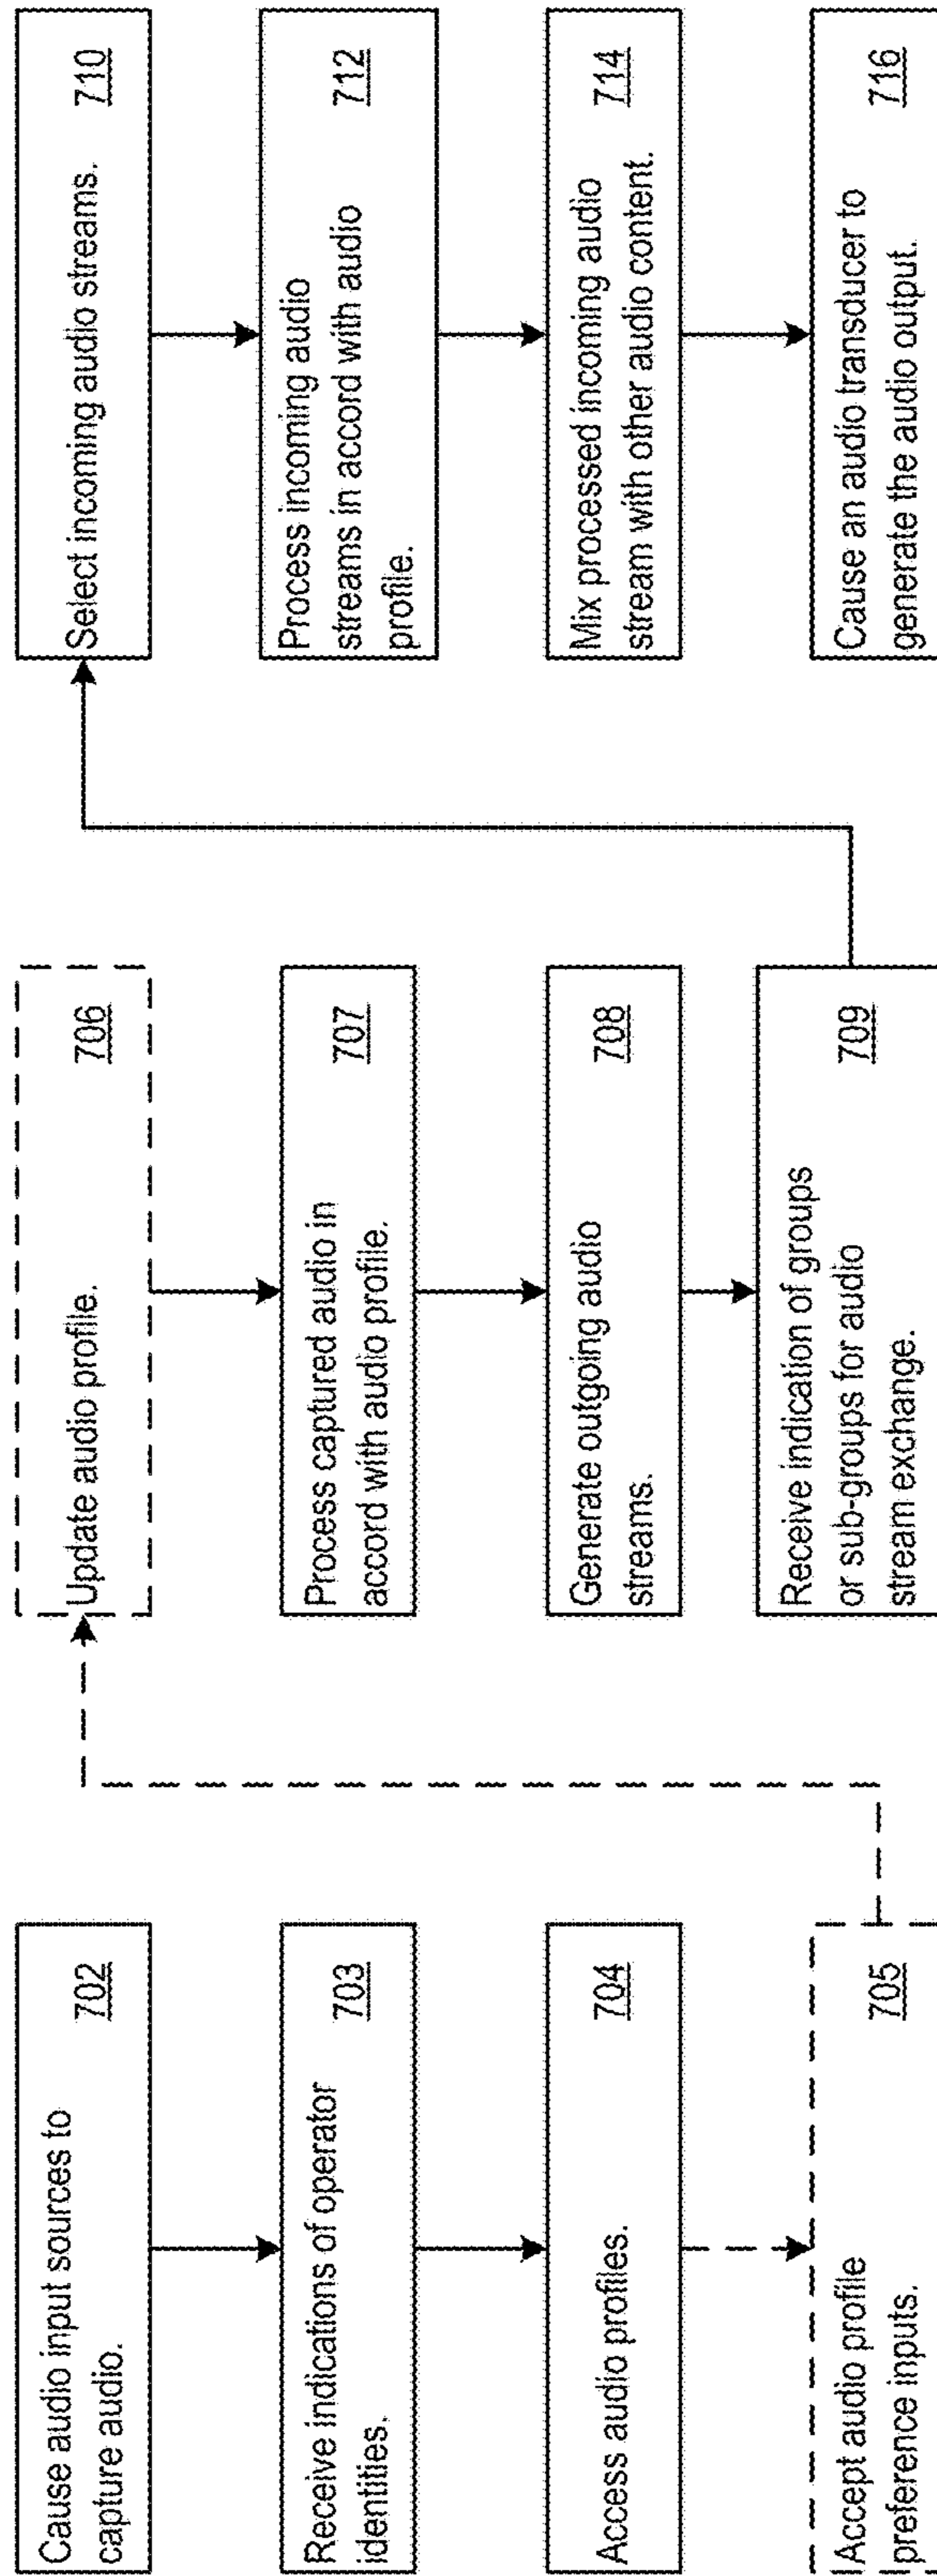 Cause audio input sources to
capture audio.
702
Receive indications of operator
identities.
703
Access audio profiles.
704
Accept audio profile
preference inputs.
705
Update audio profile.
706
Process captured audio in
accord with audio profile.
707
Generate outgoing audio
streams.
708
Receive indication of groups
or sub-groups for audio
stream exchange.
709
Select incoming audio streams.
710
Process incoming audio
streams in accord with audio
profile.
712
Mix processed incoming audio
stream with other audio content.
714
Cause an audio transducer to
generate the audio output.
716